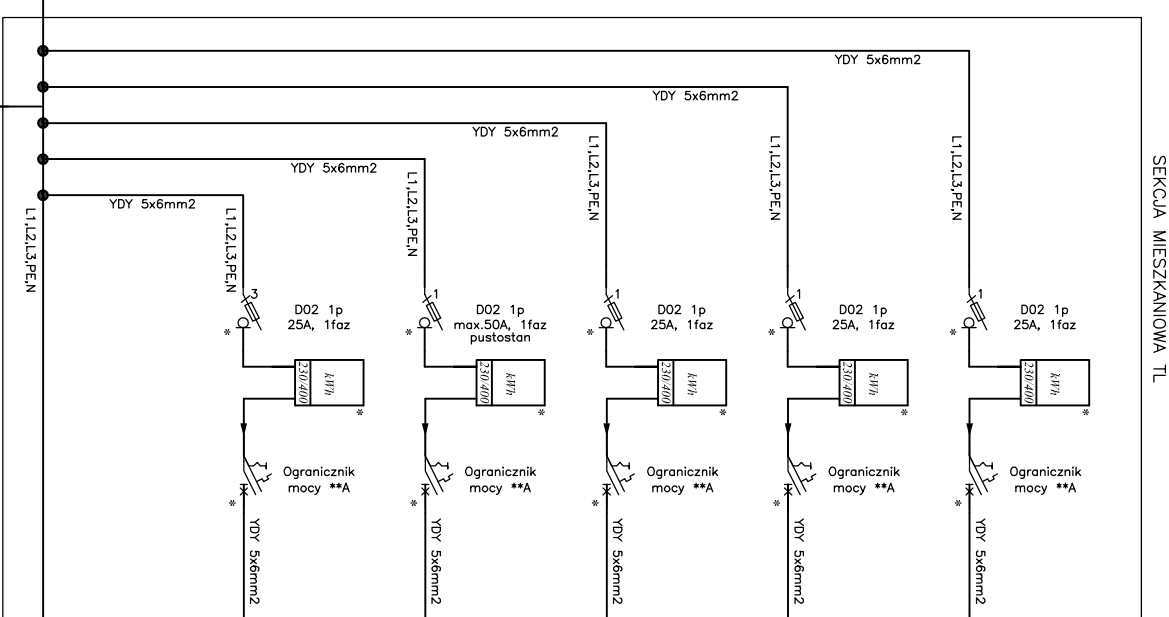 YDY 5x6mm2
YDY 5x6mm2
YDY 5x6mm2
YDY 5x6mm2
YDY 5x6mm2
SEKCJA MIESZKANIOWA TL
L1,L2,L3,PE,N
L1,L2,L3,PE,N
L1,L2,L3,PE,N
L1,L2,L3,PE,N
L1,L2,L3,PE,N
L1,L2,L3,PE,N
3
*
D02 1p
25A, 1faz
1
*
D02 1p
max.50A, 1faz
pustostan
1
*
D02 1p
25A, 1faz
1
*
D02 1p
25A, 1faz
1
*
D02 1p
25A, 1faz
230/400
kWh
*
230/400
kWh
*
230/400
kWh
*
230/400
kWh
*
230/400
kWh
*
Ogranicznik
mocy **A
*
Ogranicznik
mocy **A
*
Ogranicznik
mocy **A
*
Ogranicznik
mocy **A
*
Ogranicznik
mocy **A
*
YDY 5x6mm2
YDY 5x6mm2
YDY 5x6mm2
YDY 5x6mm2
YDY 5x6mm2